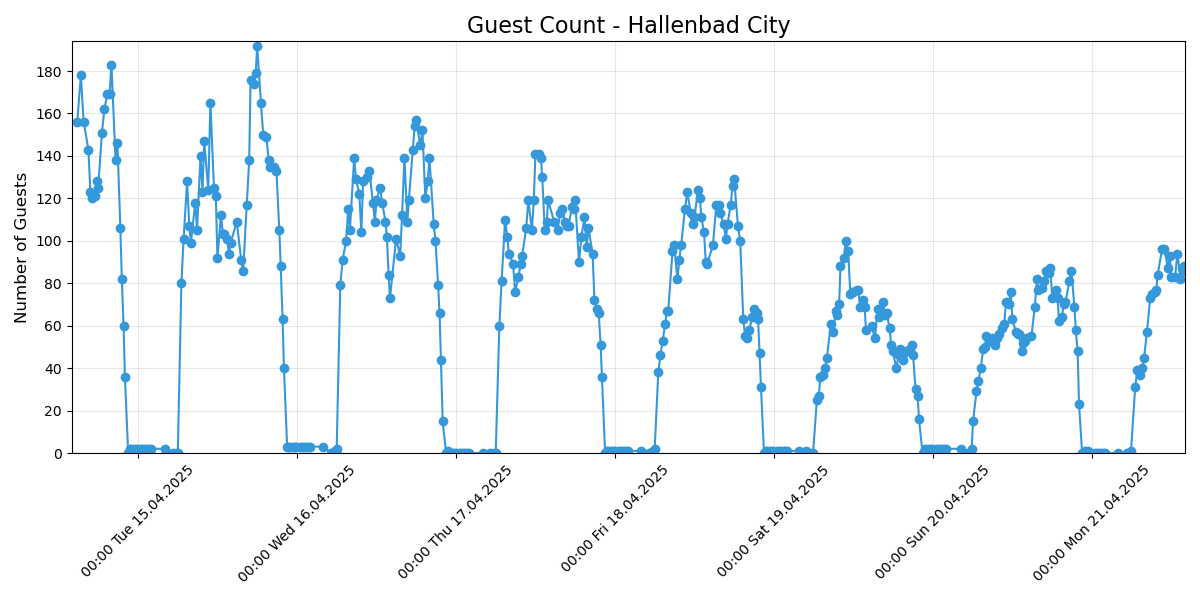 Guest Count - Hallenbad City
Number of Guests
180
160
140
120
100
80
60
40
20
0
00:00 Tue 15.04.2025
00:00 Wed 16.04.2025
00:00 Thu 17.04.2025
00:00 Fri 18.04.2025
00:00 Sat 19.04.2025
00:00 Sun 20.04.2025
00:00 Mon 21.04.2025